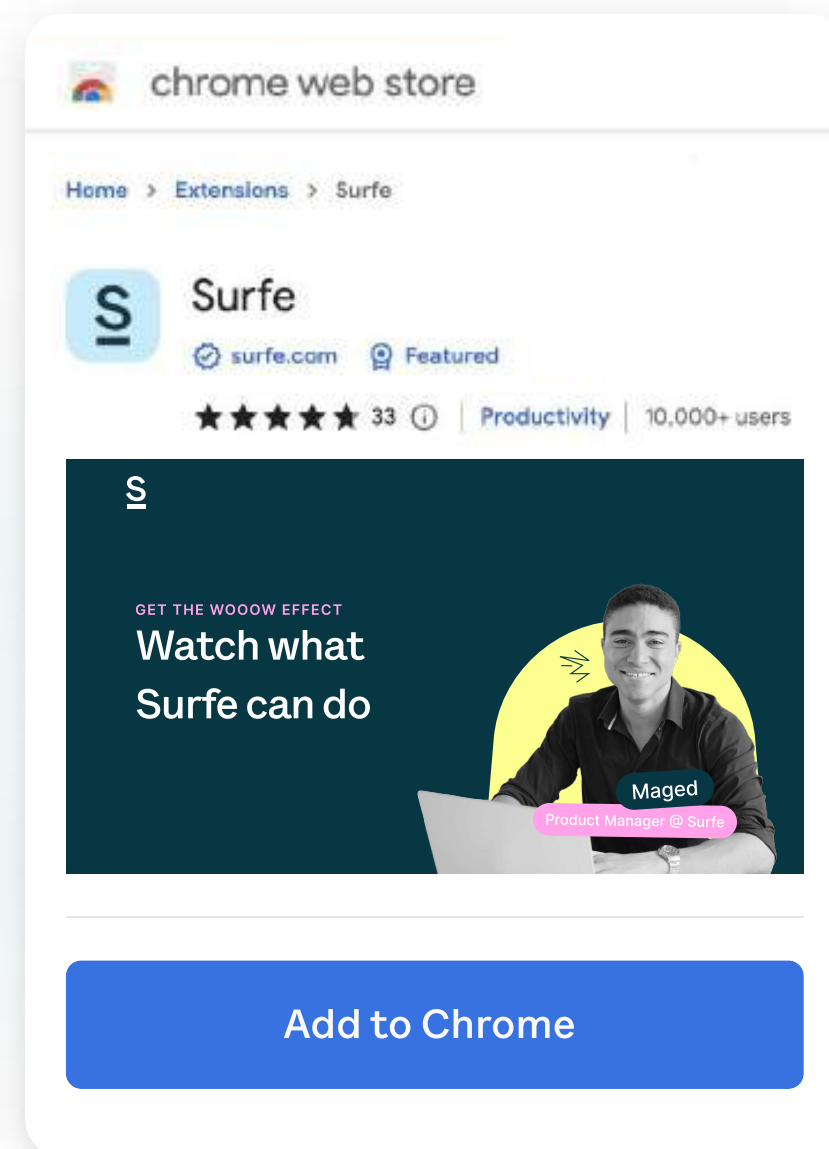 chrome web store
Home > Extensions > Surfe
S
Surfe
surfe.com Featured
33 Productivity 10,000+ users
S
GET THE WOOOW EFFECT
Watch what
Surfe can do
Maged
Product Manager @ Surfe
Add to Chrome